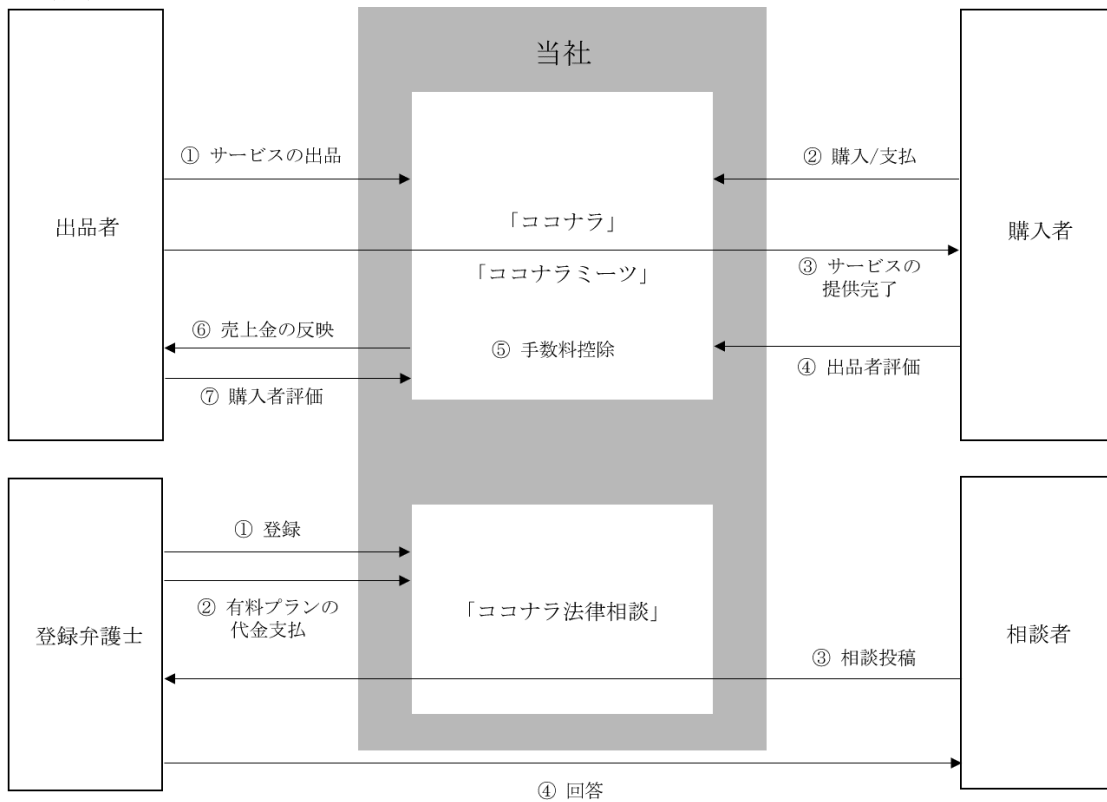 当社
① サービスの出品
② 購入/支払
出品者
「ココナラ」
購入者
「ココナラミーツ」
③ サービスの
提供完了
⑥ 売上金の反映
⑤ 手数料控除
④ 出品者評価
⑦ 購入者評価
① 登録
② 有料プランの
代金支払
「ココナラ法律相談」
登録弁護士
相談者
③ 相談投稿
④ 回答